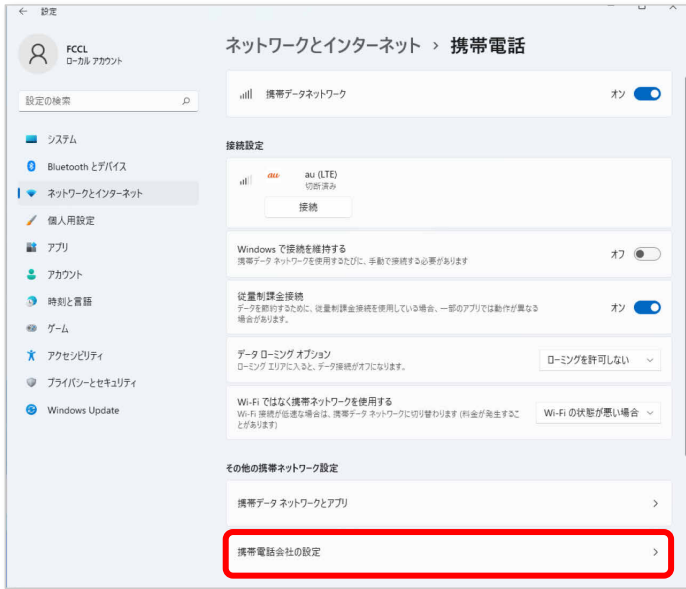 ← 設定
FCCL
ローカル アカウント
設定の検索
システム
Bluetooth とデバイス
ネットワークとインターネット
個人用設定
アプリ
アカウント
時刻と言語
ゲーム
アクセシビリティ
プライバシーとセキュリティ
Windows Update
ネットワークとインターネット › 携帯電話
携帯データネットワーク
オン
接続設定
au
au (LTE)
切断済み
接続
Windows で接続を維持する
携帯データ ネットワークを使用するたびに、手動で接続する必要があります
オフ
従量制課金接続
データを節約するために、従量制課金接続を使用している場合、一部のアプリでは動作が異なる
場合があります。
オン
データ ローミング オプション
ローミング エリアに入ると、データ接続がオフになります。
ローミングを許可しない
Wi-Fi ではなく携帯ネットワークを使用する
Wi-Fi 接続が低速な場合は、携帯データ ネットワークに切り替わります (料金が発生するこ
とがあります)
Wi-Fi の状態が悪い場合
その他の携帯ネットワーク設定
携帯データ ネットワークとアプリ
携帯電話会社の設定